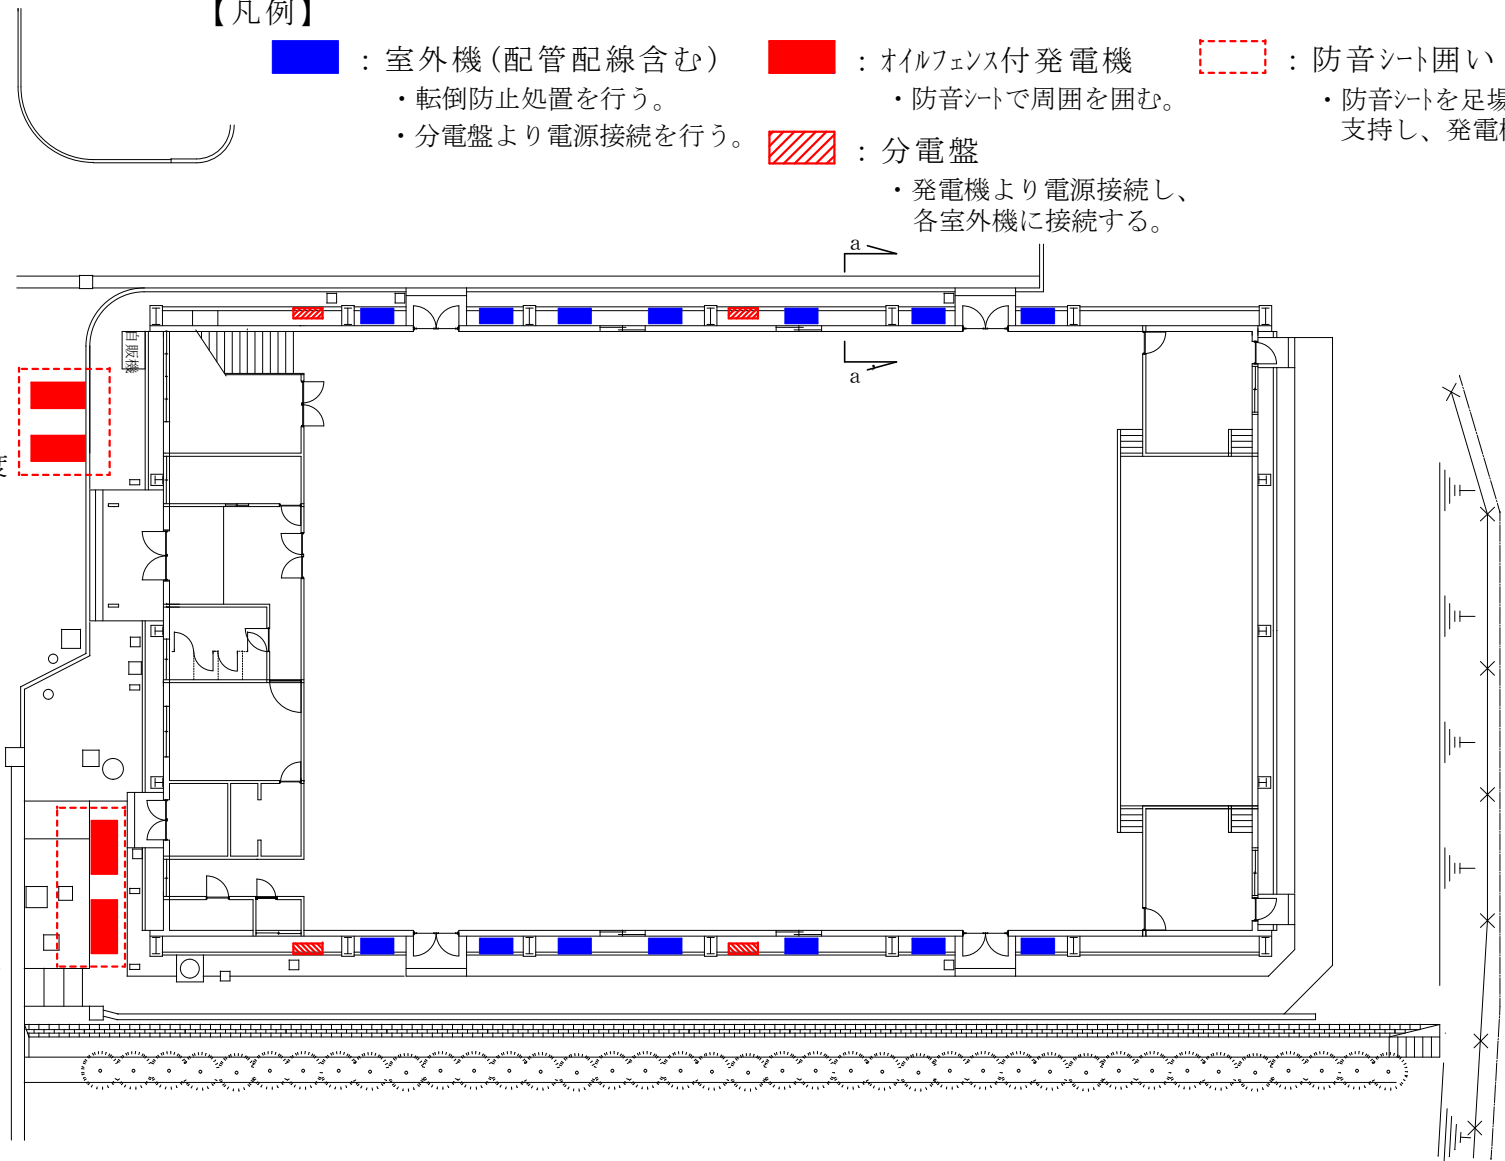 【凡例】
：室外機(配管配線含む)
・転倒防止処置を行う。
・分電盤より電源接続を行う。
：オイルフェンス付発電機
・防音シートで周囲を囲む。
：分電盤
・発電機より電源接続し、
各室外機に接続する。
：防音シート囲い
・防音シートを足場
支持し、発電機
a
a
自販機
度